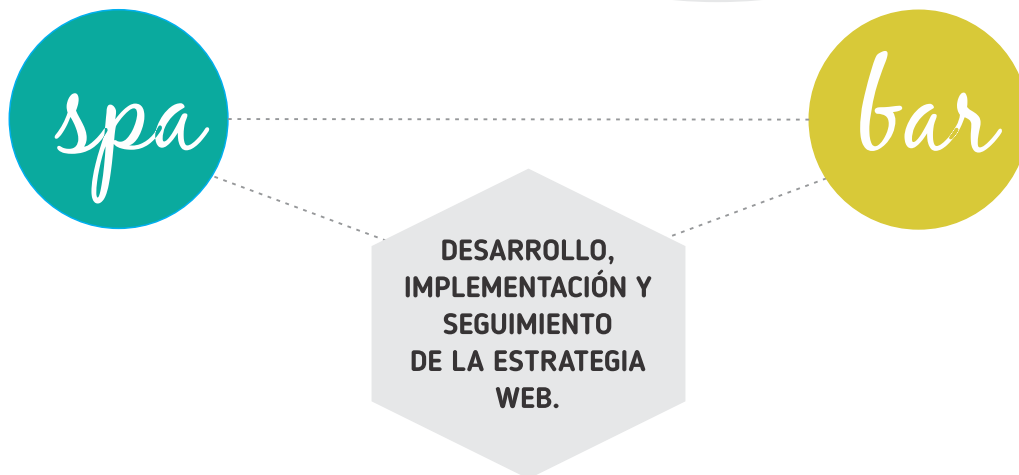 spa
bar
DESARROLLO,
IMPLEMENTACIÓN Y
SEGUIMIENTO
DE LA ESTRATEGIA
WEB.